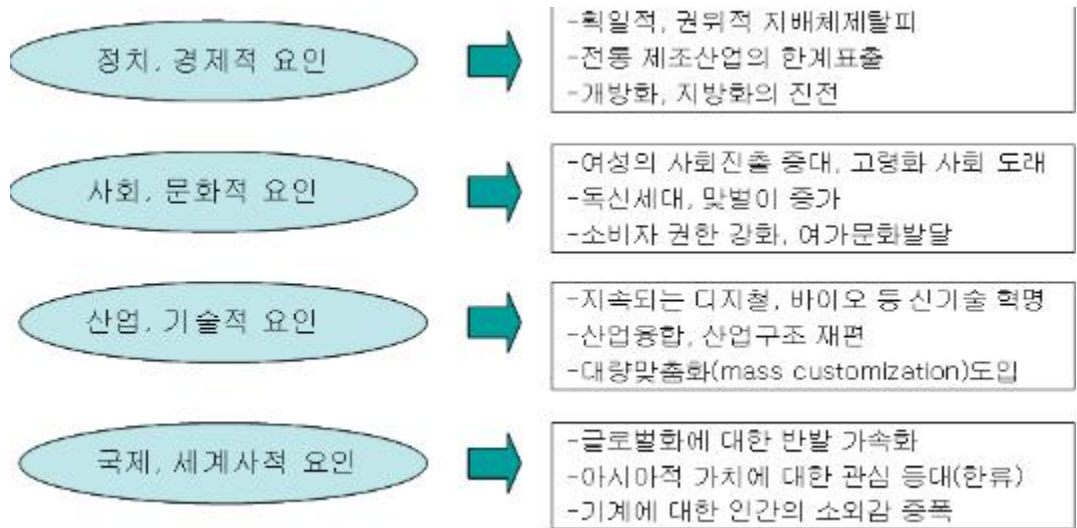 정치, 경제적 요인
-획일적, 권위적 지배체제탈피
-전통 제조산업의 한계표출
-개방화, 지방화의 진전
사회, 문화적 요인
-여성의 사회진출 증대, 고령화 사회 도래
-독신세대, 맞벌이 증가
-소비자 권한 강화, 여가문화발달
산업, 기술적 요인
-지속되는 디지철, 바이오 등 신기술 혁명
-산업융합, 산업구조 재편
-대량맞춤화(mass customization)도입
국제, 세계사적 요인
-글로벌화에 대한 반발 가속화
-아시아적 가치에 대한 관심 등대(한류)
-기계에 대한 인간의 소외감 증폭